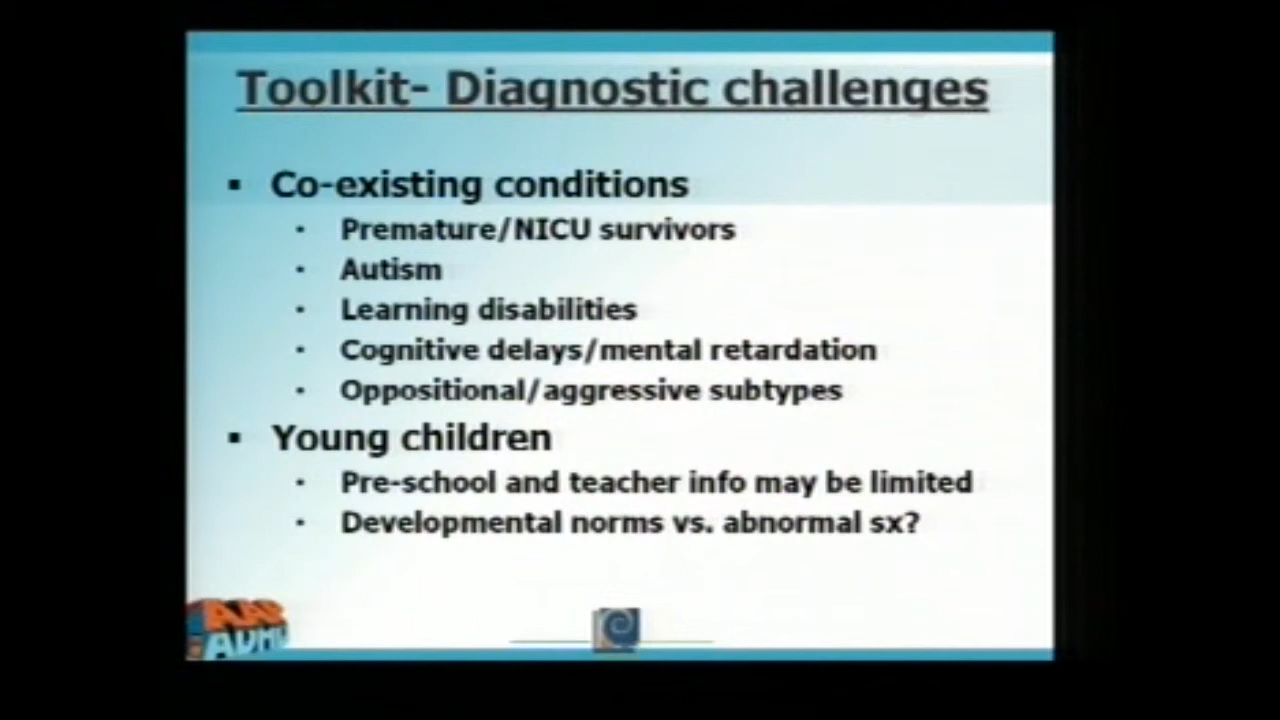 Toolkit- Diagnostic challenges
▪ Co-existing conditions
· Premature/NICU survivors
· Autism
· Learning disabilities
· Cognitive delays/mental retardation
· Oppositional/aggressive subtypes
▪ Young children
· Pre-school and teacher info may be limited
· Developmental norms vs. abnormal sx?
AAP